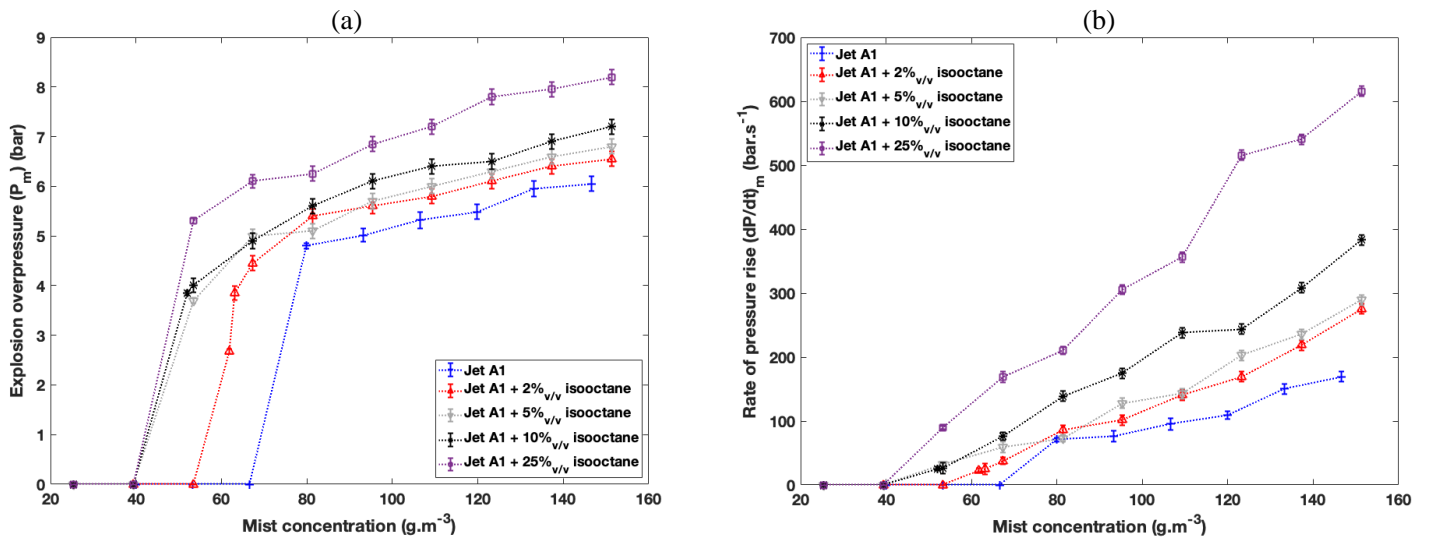 (a)
9
8
7
6
5
4
3
2
1
0
Explosion overpressure (Pm) (bar)
20 40 60 80 100 120 140 160
Mist concentration (g.m-3)
Jet A1
Jet A1 + 2%v/v isooctane
Jet A1 + 5%v/v isooctane
Jet A1 + 10%v/v isooctane
Jet A1 + 25%v/v isooctane
(b)
700
600
500
400
300
200
100
0
Rate of pressure rise (dP/dt)m (bar.s-1)
20 40 60 80 100 120 140 160
Mist concentration (g.m-3)
Jet A1
Jet A1 + 2%v/v isooctane
Jet A1 + 5%v/v isooctane
Jet A1 + 10%v/v isooctane
Jet A1 + 25%v/v isooctane